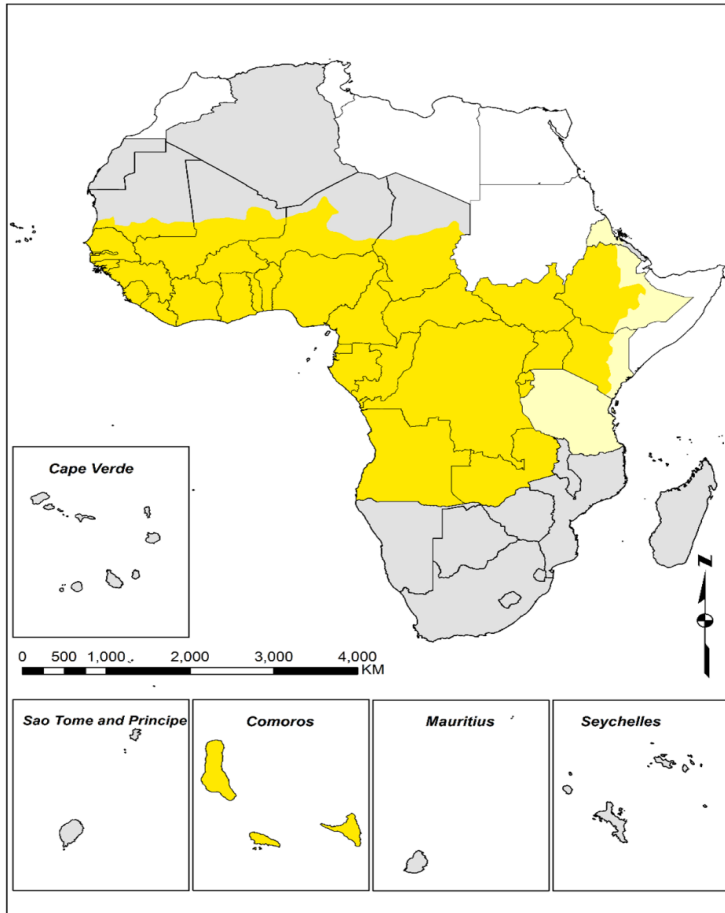 Cape Verde
0 500 1,000 2,000 3,000 4,000
KM
N
Sao Tome and Principe
Comoros
Mauritius
Seychelles